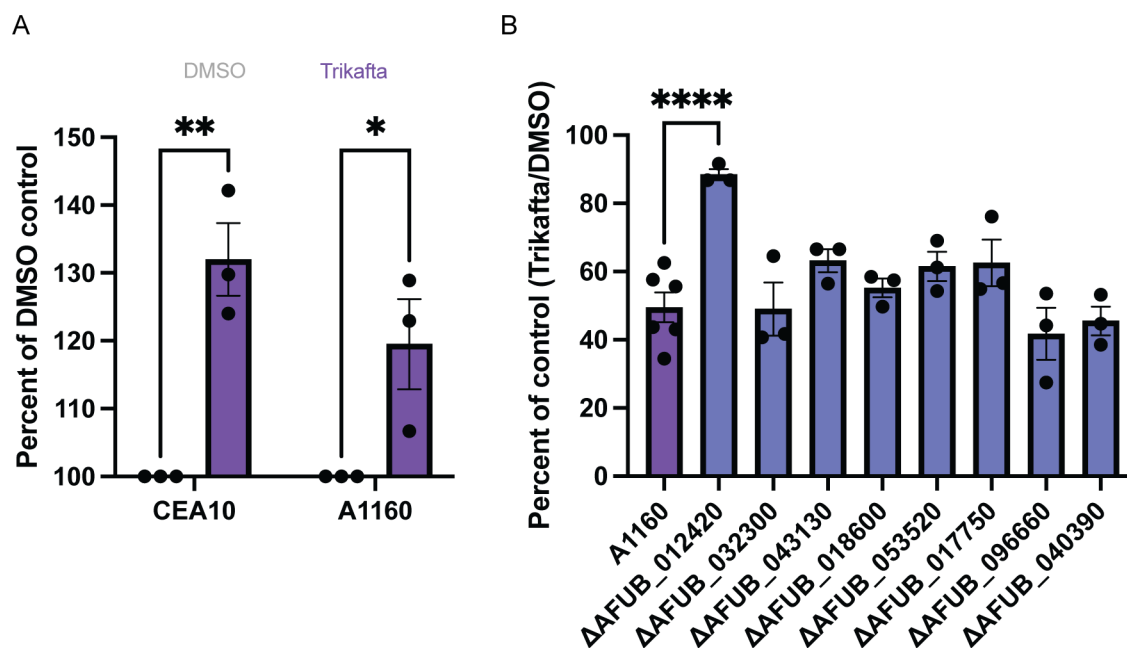 A
DMSO
Trikafta
Percent of DMSO control
150
140
130
120
110
100
**
*
CEA10
A1160
B
Percent of control (Trikafta/DMSO)
100
80
60
40
20
0
****
A1160
ΔAFUB_012420
ΔAFUB_032300
ΔAFUB_043130
ΔAFUB_018600
ΔAFUB_053520
ΔAFUB_017750
ΔAFUB_096660
ΔAFUB_040390